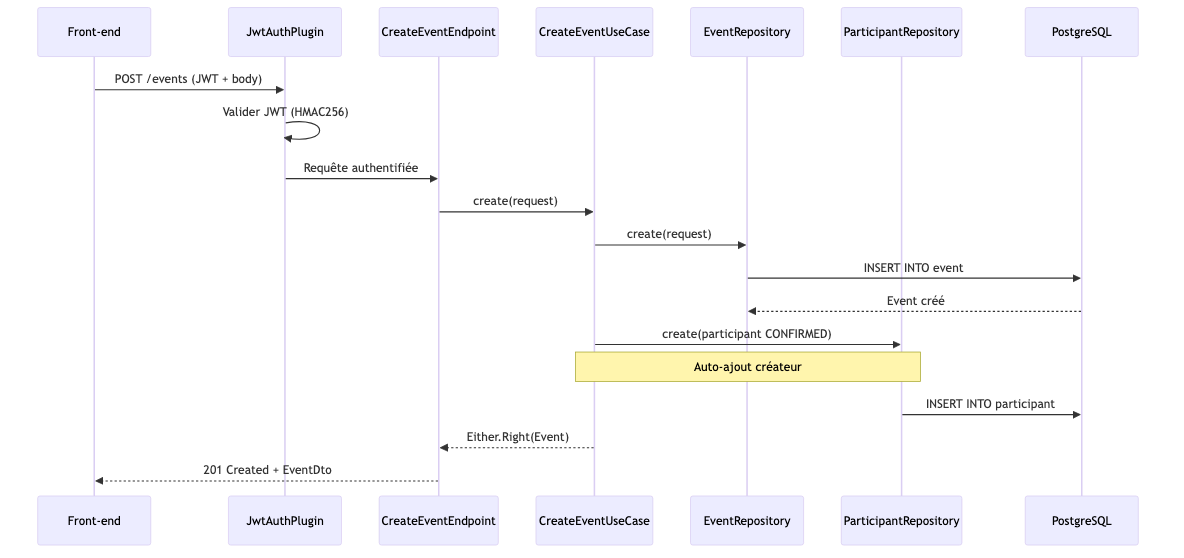 Front-end
JwtAuthPlugin
CreateEventEndpoint
CreateEventUseCase
EventRepository
ParticipantRepository
PostgreSQL
POST /events (JWT + body)
Valider JWT (HMAC256)
Requête authentifiée
create(request)
create(request)
INSERT INTO event
Event créé
create(participant CONFIRMED)
Auto-ajout créateur
INSERT INTO participant
Either.Right(Event)
201 Created + EventDto
Front-end
JwtAuthPlugin
CreateEventEndpoint
CreateEventUseCase
EventRepository
ParticipantRepository
PostgreSQL